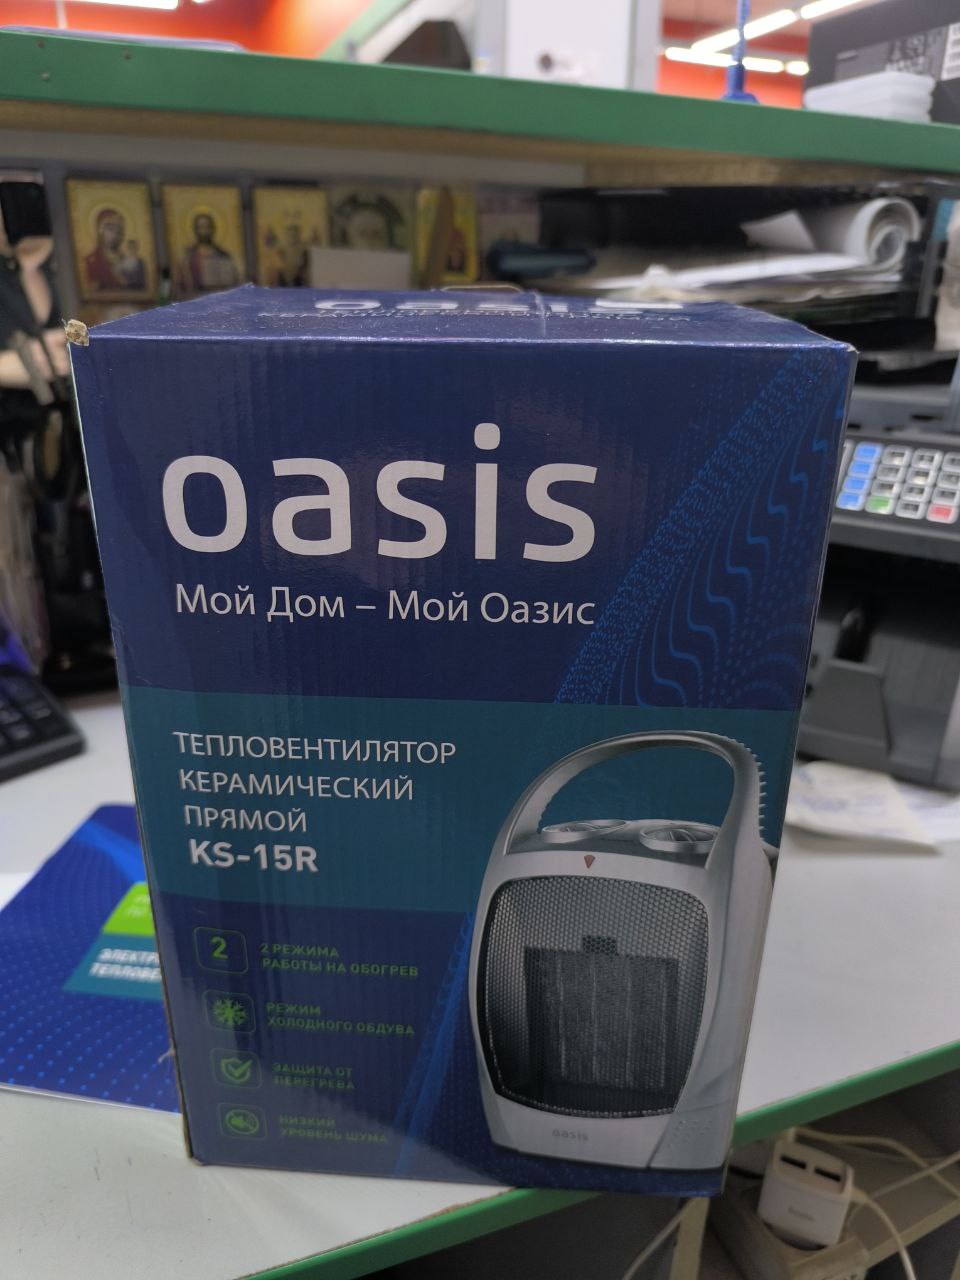 oasis
oasis
Мой Дом – Мой Оазис
ТЕПЛОВЕНТИЛЯТОР
КЕРАМИЧЕСКИЙ
ПРЯМОЙ
KS-15R
2
2 РЕЖИМА
РАБОТЫ НА ОБОГРЕВ
РЕЖИМ
ХОЛОДНОГО ОБДУВА
ЗАЩИТА ОТ
ПЕРЕГРЕВА
НИЗКИЙ
УРОВЕНЬ ШУМА
oasis